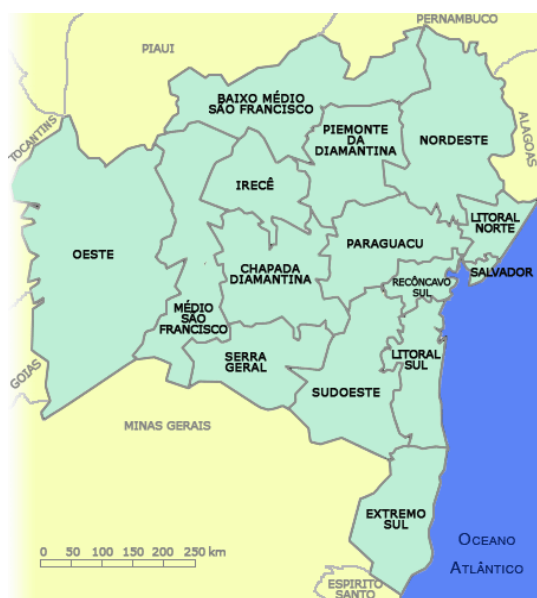 PERNAMBUCO
PIAUI
BAIXO MÉDIO
SÃO FRANCISCO
PIEMONTE
DA
DIAMANTINA
NORDESTE
ALAGOAS
TOCANTINS
IRECÊ
LITORAL
NORTE
OESTE
PARAGUACU
CHAPADA
DIAMANTINA
SALVADOR
RECÔNCAVO
SUL
MÉDIO
SÃO
FRANCISCO
SERRA
GERAL
LITORAL
SUL
GOIAS
SUDOESTE
MINAS GERAIS
EXTREMO
SUL
OCEANO
ATLÂNTICO
0 50 100 150 200 250 km
ESPIRITO
SANTO